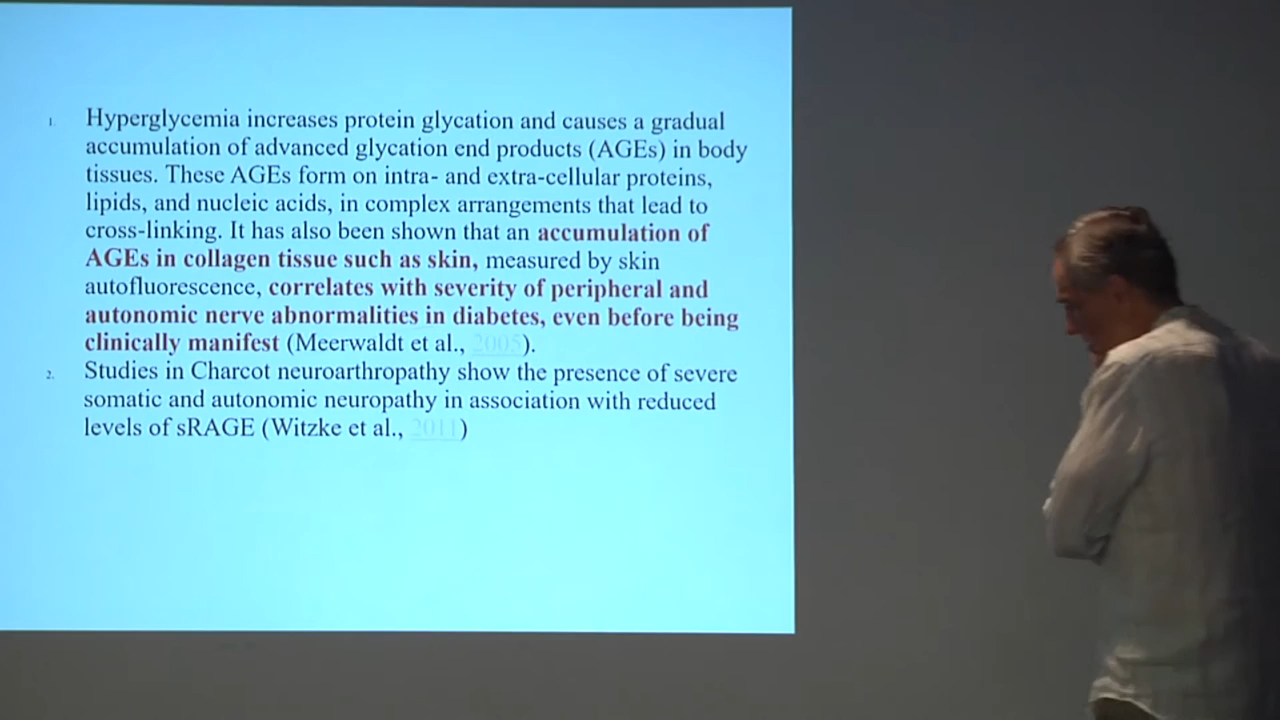 1. Hyperglycemia increases protein glycation and causes a gradual
accumulation of advanced glycation end products (AGEs) in body
tissues. These AGEs form on intra- and extra-cellular proteins,
lipids, and nucleic acids, in complex arrangements that lead to
cross-linking. It has also been shown that an accumulation of
AGEs in collagen tissue such as skin, measured by skin
autofluorescence, correlates with severity of peripheral and
autonomic nerve abnormalities in diabetes, even before being
clinically manifest (Meerwaldt et al., 2005).
2. Studies in Charcot neuroarthropathy show the presence of severe
somatic and autonomic neuropathy in association with reduced
levels of sRAGE (Witzke et al., 2011)